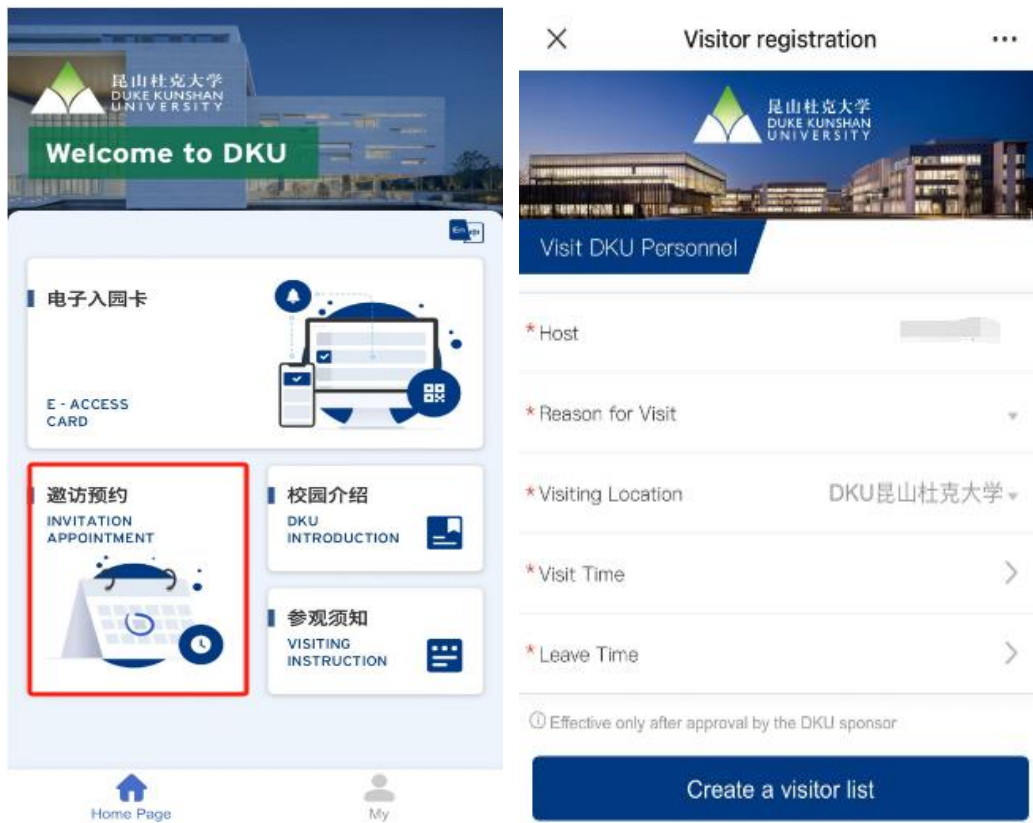 昆山杜克大学
DUKE KUNSHAN
UNIVERSITY
Welcome to DKU
En
电子入园卡
E - ACCESS
CARD
邀访预约
INVITATION
APPOINTMENT
校园介绍
DKU
INTRODUCTION
参观须知
VISITING
INSTRUCTION
Home Page
My
Visitor registration
昆山杜克大学
DUKE KUNSHAN
UNIVERSITY
Visit DKU Personnel
*Host
*Reason for Visit
*Visiting Location DKU昆山杜克大学
*Visit Time
*Leave Time
Effective only after approval by the DKU sponsor
Create a visitor list